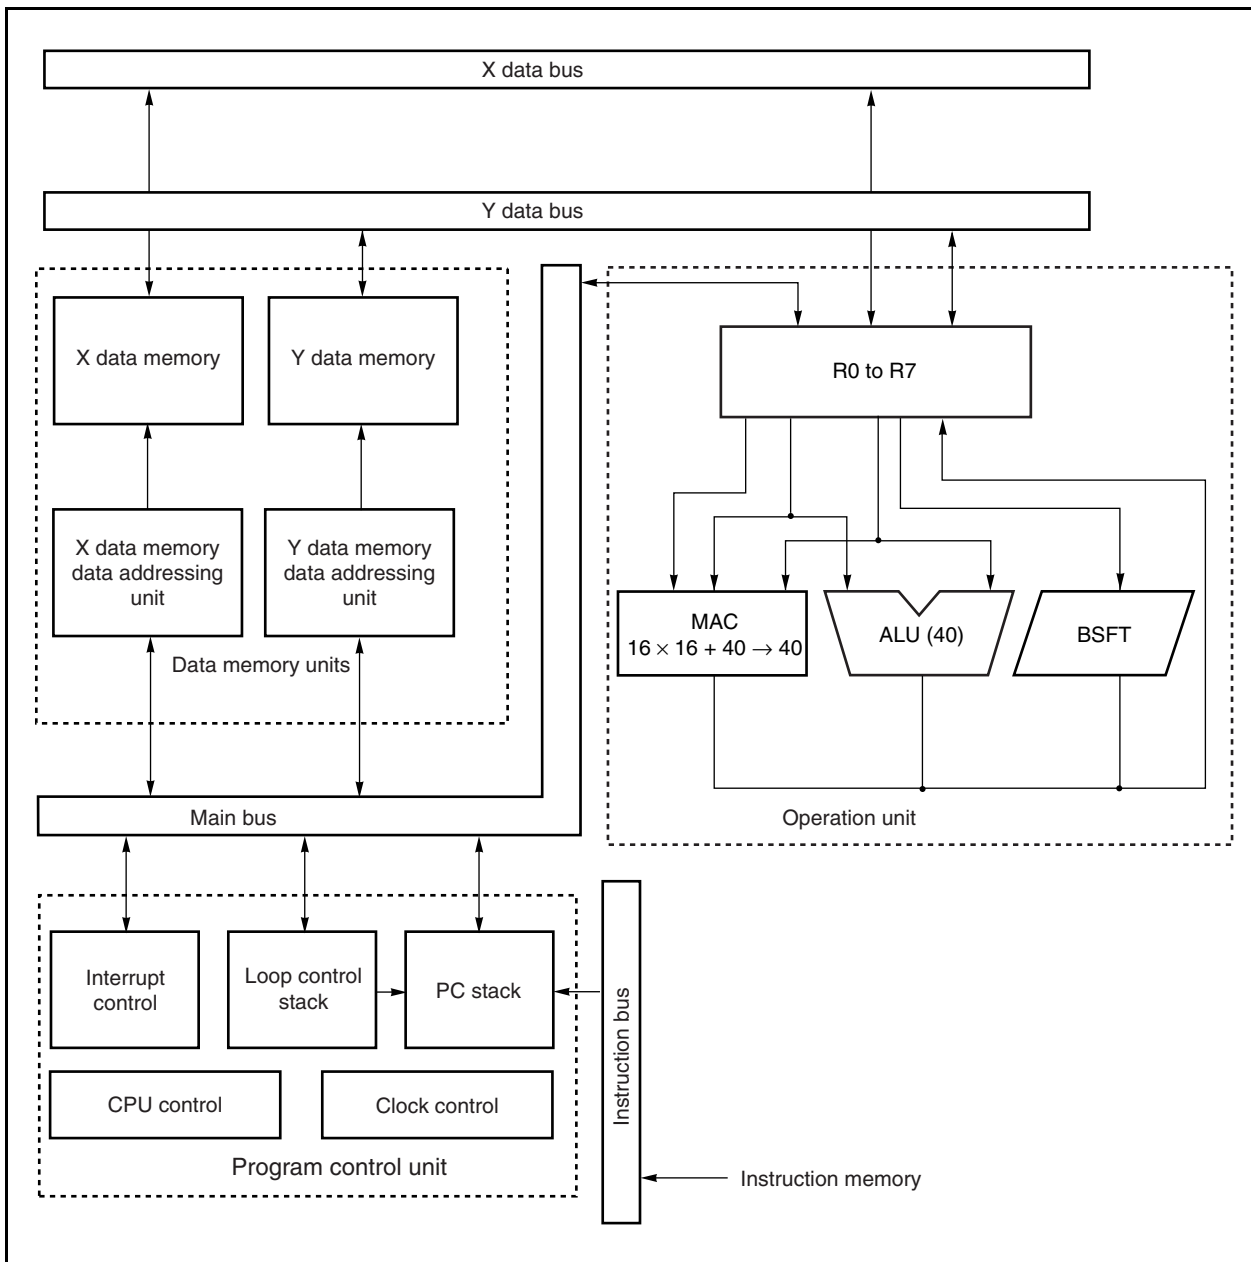 X data bus
Y data bus
X data memory
Y data memory
R0 to R7
X data memory
data addressing
unit
Y data memory
data addressing
unit
Data memory units
MAC
16 × 16 + 40 → 40
ALU (40)
BSFT
Main bus
Operation unit
Interrupt
control
Loop control
stack
PC stack
Instruction bus
CPU control
Clock control
Program control unit
Instruction memory